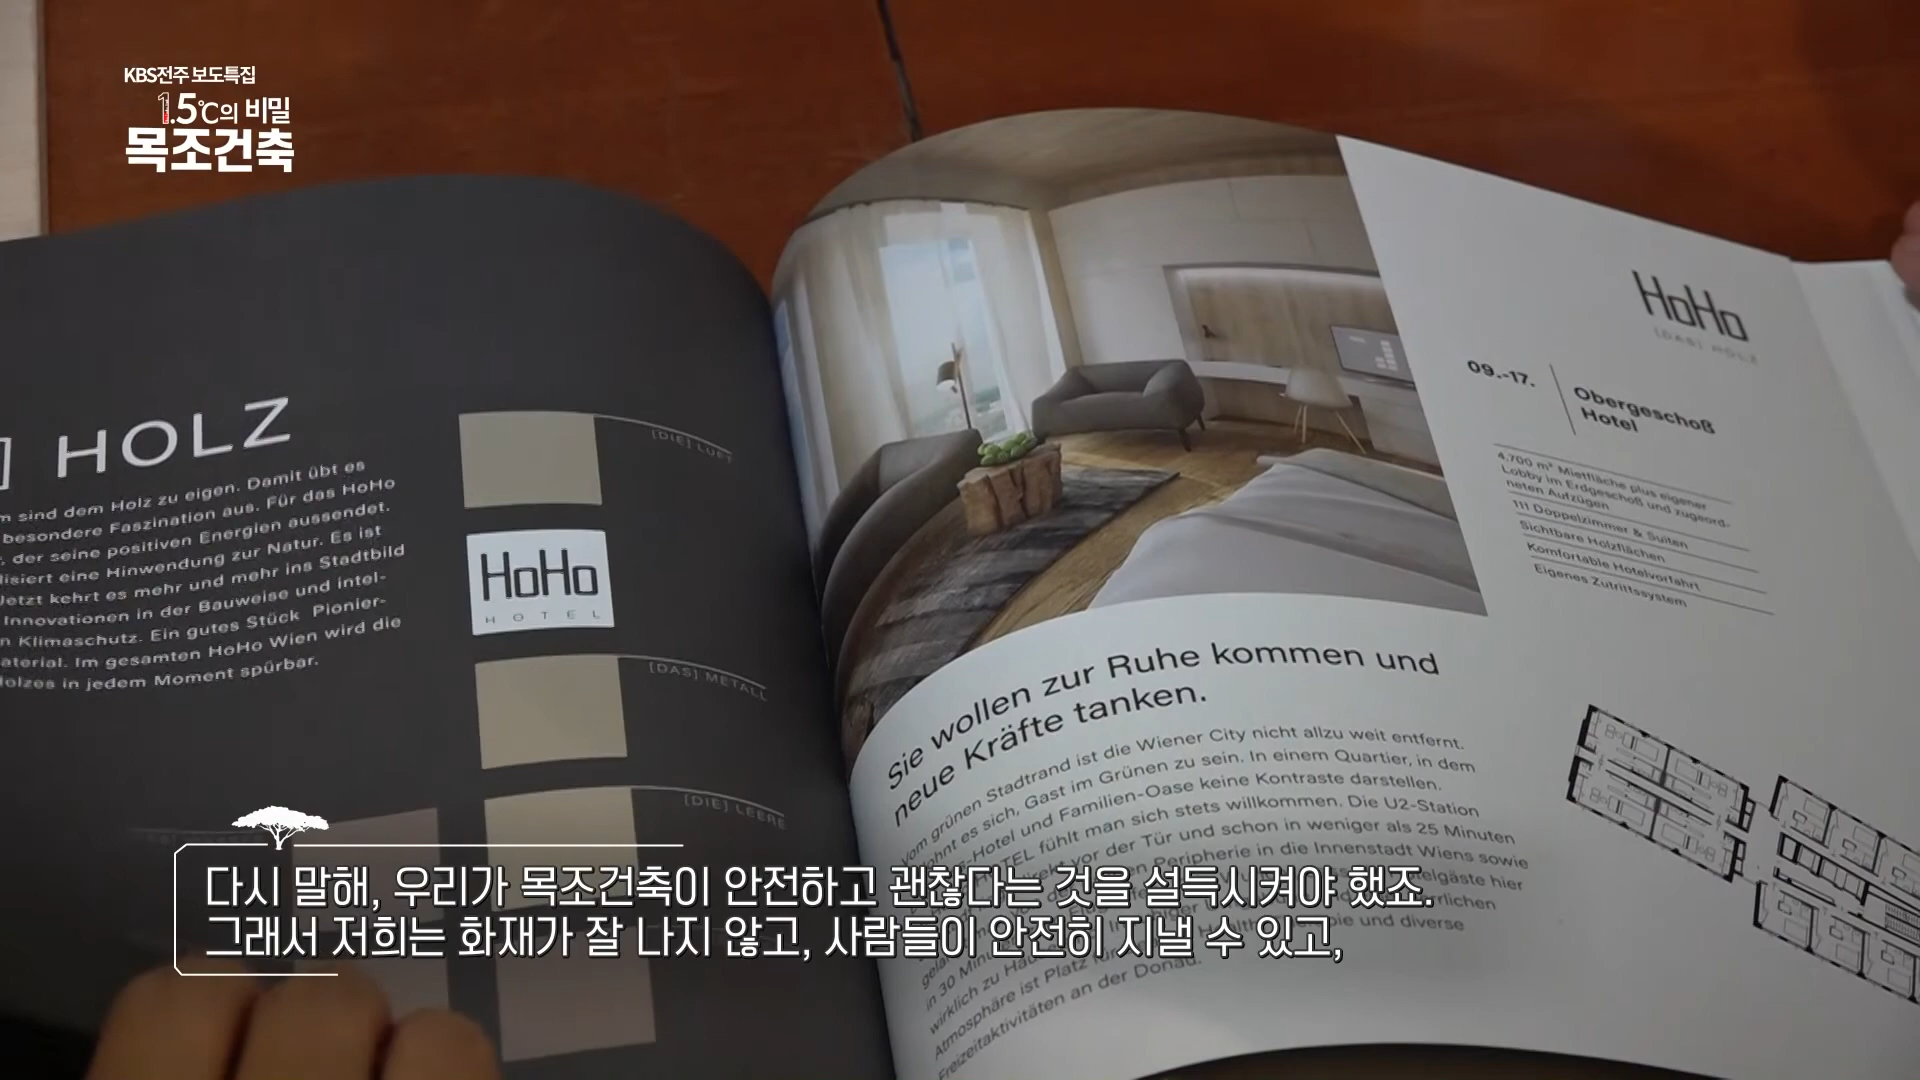 KBS전주 보도특집
1.5℃의 비밀
목조건축
] HOLZ
sind dem Holz zu eigen. Damit übt es
besondere Faszination aus. Für das HoHo
der seine positiven Energien aussendet.
eine Hinwendung zur Natur. Es ist
Jetzt kehrt es mehr und mehr ins Stadtbild
Innovationen in der Bauweise und intel-
Klimaschutz. Ein gutes Stück Pionier-
Im gesamten HoHo Wien wird die
in jedem Moment spürbar.
[DIE] LUFT
HoHo
HOTEL
[DAS] METALL
[DIE] LEERE
HoHo
[DAS] HOLZ
09.-17.
Obergeschoß
Hotel
4.700 m² Mietfläche plus eigener
Lobby im Erdgeschoß und zugeord-
neten Aufzügen
111 Doppelzimmer & Suiten
Sichtbare Holzflächen
Komfortable Hotelvorfahrt
Eigenes Zutrittssystem
Sie wollen zur Ruhe kommen und
neue Kräfte tanken.
Vom grünen Stadtrand ist die Wiener City nicht allzu weit entfernt.
es sich, Gast im Grünen zu sein. In einem Quartier, in dem
-Hotel und Familien-Oase keine Kontraste darstellen.
fühlt man sich stets willkommen. Die U2-Station
vor der Tür und schon in weniger als 25 Minuten
Peripherie in die Innenstadt Wiens sowie
hier
und diverse
in 30
wirklich zu
Atmosphäre ist Platz
Freizeitaktivitäten an der Donau.
다시 말해, 우리가 목조건축이 안전하고 괜찮다는 것을 설득시켜야 했죠.
그래서 저희는 화재가 잘 나지 않고, 사람들이 안전히 지낼 수 있고,